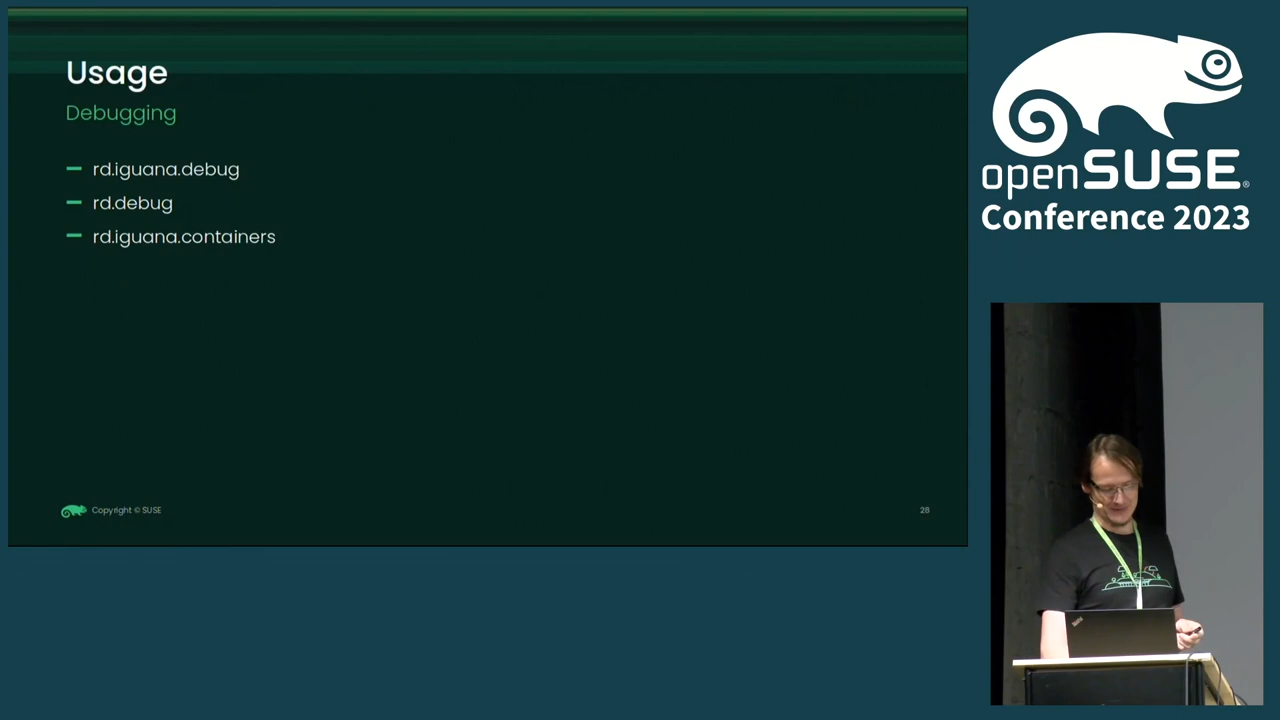 Usage
Debugging
rd.iguana.debug
rd.debug
rd.iguana.containers
Copyright © SUSE
28
openSUSE®
Conference 2023